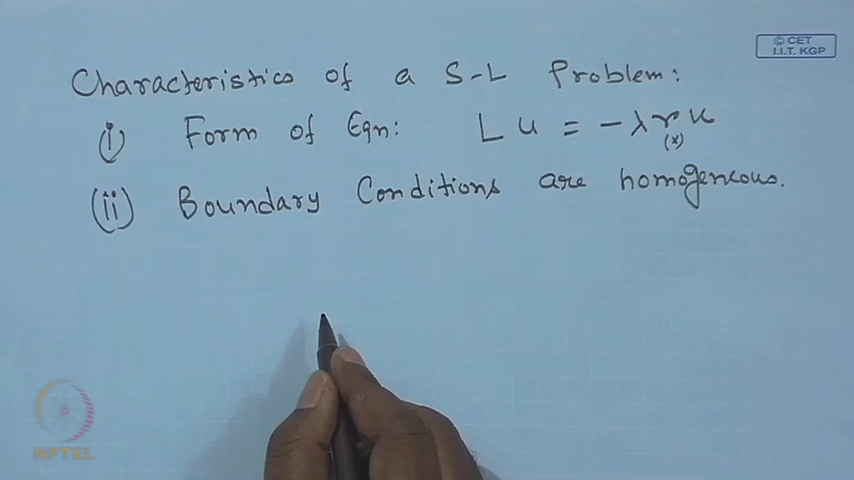 © CET
I.I.T. KGP
Characteristics of a S-L Problem:
(i) Form of Eqn: L u = - λ r u
(x)
(ii) Boundary Conditions are homogeneous.
NPTEL